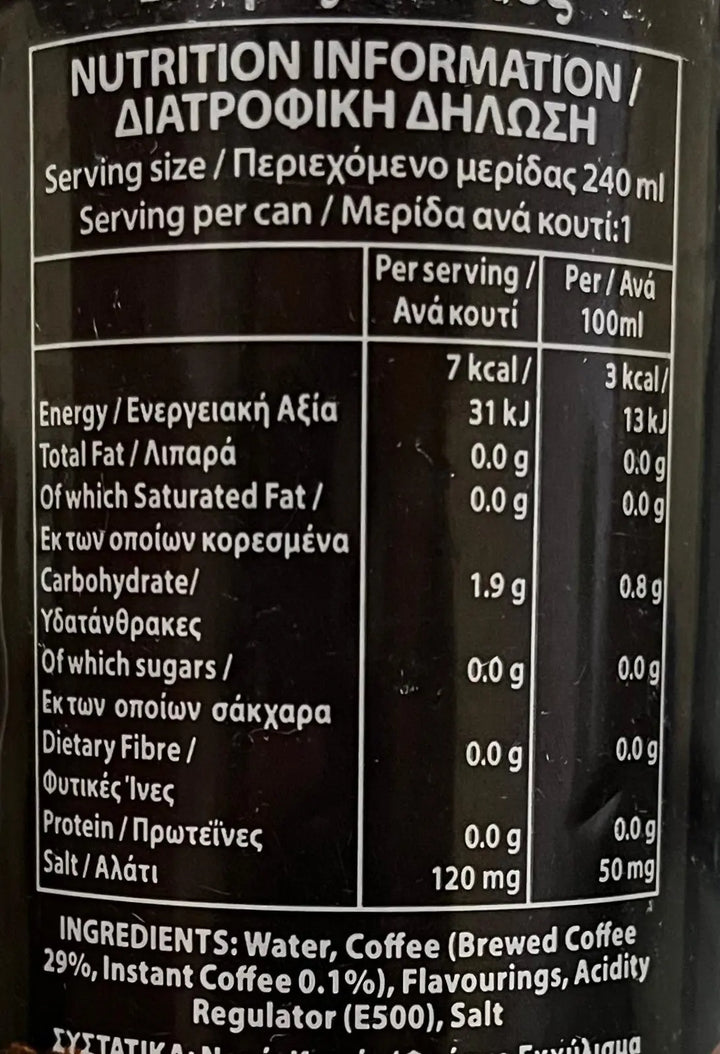 NUTRITION INFORMATION /
ΔΙΑΤΡΟΦΙΚΗ ΔΗΛΩΣΗ
Serving size / Περιεχόμενο μερίδας 240 ml
Serving per can / Μερίδα ανά κουτί:1
Per serving / Per / Ανά
Ανά κουτί 100ml
7 kcal/ 3 kcal/
Energy / Ενεργειακή Αξία 31 kJ 13 kJ
Total Fat / Λιπαρά 0.0 g 0.0 g
Of which Saturated Fat / 0.0 g 0.0 g
Εκ των οποίων κορεσμένα
Carbohydrate/ 1.9 g 0.8 g
Υδατάνθρακες
Of which sugars / 0.0 g 0.0 g
Εκ των οποίων σάκχαρα
Dietary Fibre / 0.0 g 0.0 g
Φυτικές Ίνες
Protein / Πρωτεΐνες 0.0 g 0.0 g
Salt / Αλάτι 120 mg 50 mg
INGREDIENTS: Water, Coffee (Brewed Coffee
29%, Instant Coffee 0.1%), Flavourings, Acidity
Regulator (E500), Salt